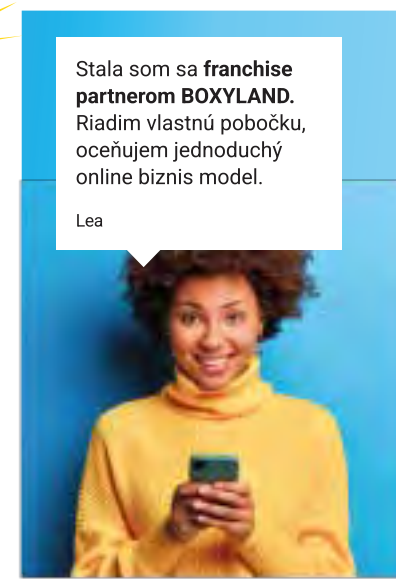 Stala som sa franchise
partnerom BOXYLAND.
Riadim vlastnú pobočku,
oceňujem jednoduchý
online biznis model.
Lea